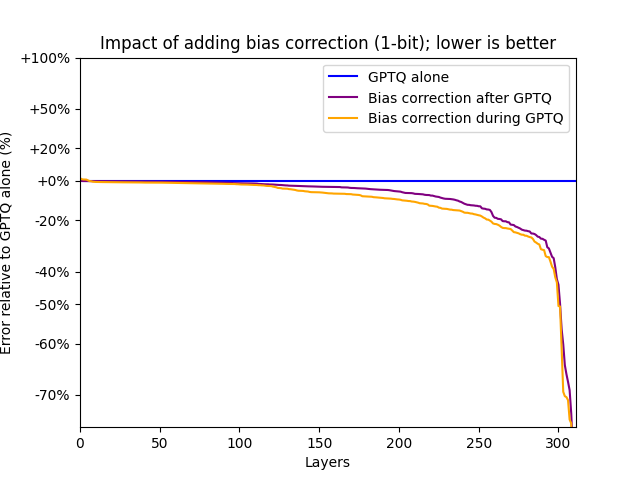 Impact of adding bias correction (1-bit); lower is better
Error relative to GPTQ alone (%)
+100%
+50%
+20%
+0%
-20%
-40%
-50%
-60%
-70%
GPTQ alone
Bias correction after GPTQ
Bias correction during GPTQ
0 50 100 150 200 250 300
Layers